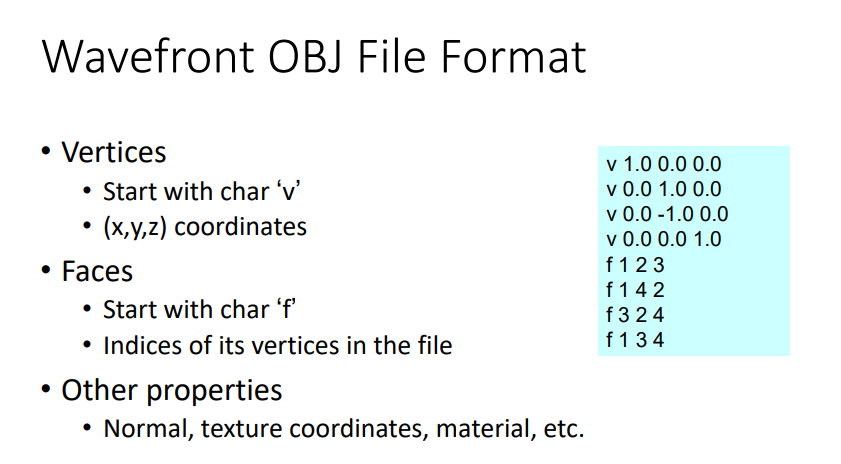 Wavefront OBJ File Format
• Vertices
• Start with char ‘v’
• (x,y,z) coordinates
• Faces
• Start with char ‘f’
• Indices of its vertices in the file
• Other properties
• Normal, texture coordinates, material, etc.
v 1.0 0.0 0.0
v 0.0 1.0 0.0
v 0.0 -1.0 0.0
v 0.0 0.0 1.0
f 1 2 3
f 1 4 2
f 3 2 4
f 1 3 4